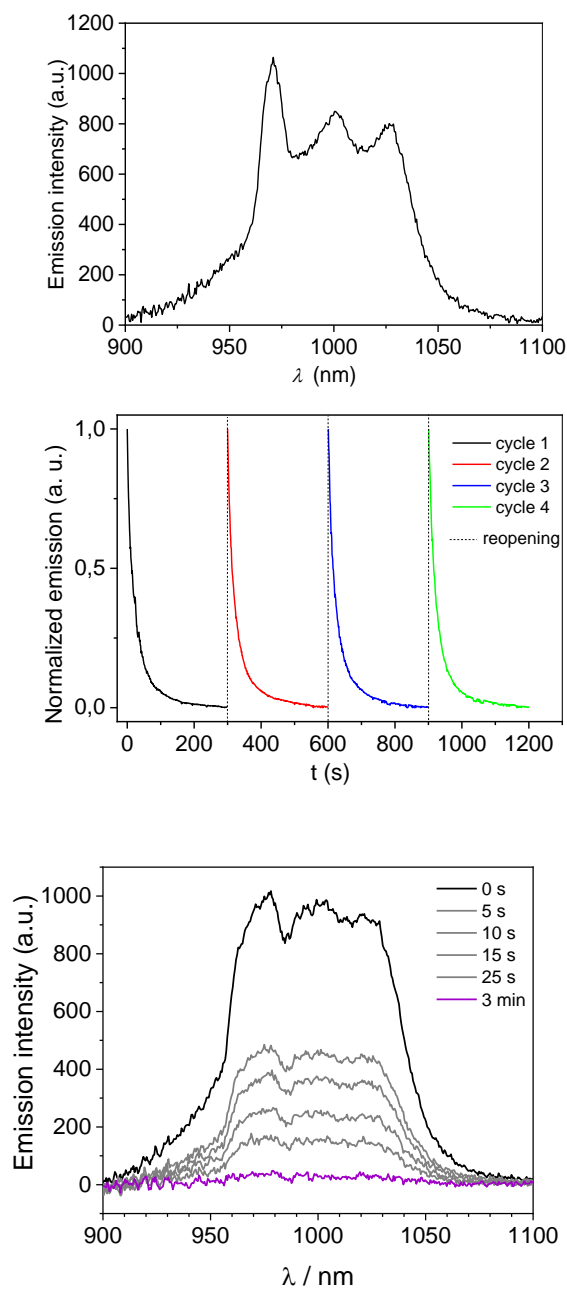 1200
1000
800
600
400
200
0
Emission intensity (a.u.)
900 950 1000 1050 1100
λ (nm)
1,0
0,5
0,0
Normalized emission (a. u.)
cycle 1
cycle 2
cycle 3
cycle 4
reopening
0 200 400 600 800 1000 1200
t (s)
1000
800
600
400
200
0
Emission intensity (a.u.)
0 s
5 s
10 s
15 s
25 s
3 min
900 950 1000 1050 1100
λ / nm